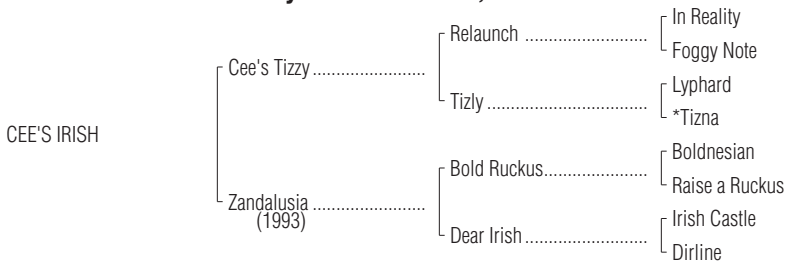 In Reality
Relaunch ..............................
Foggy Note
Cee's Tizzy ...........................
Lyphard
Tizly .....................................
*Tizna
CEE'S IRISH
Boldnesian
Bold Ruckus .........................
Raise a Ruckus
Zandalusia ...........................
(1993)
Irish Castle
Dear Irish .............................
Dirline